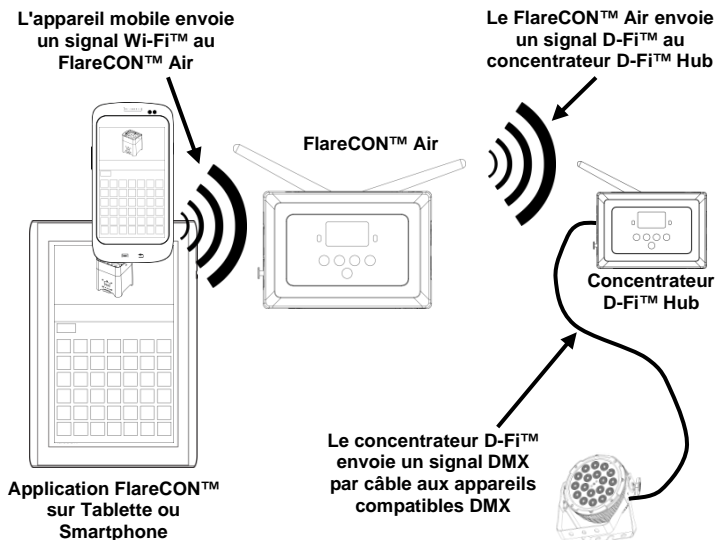 L'appareil mobile envoie
un signal Wi-Fi™ au
FlareCON™ Air
Le FlareCON™ Air envoie
un signal D-Fi™ au
concentrateur D-Fi™ Hub
FlareCON™ Air
Concentrateur
D-Fi™ Hub
Le concentrateur D-Fi™
envoie un signal DMX
par câble aux appareils
compatibles DMX
Application FlareCON™
sur Tablette ou
Smartphone